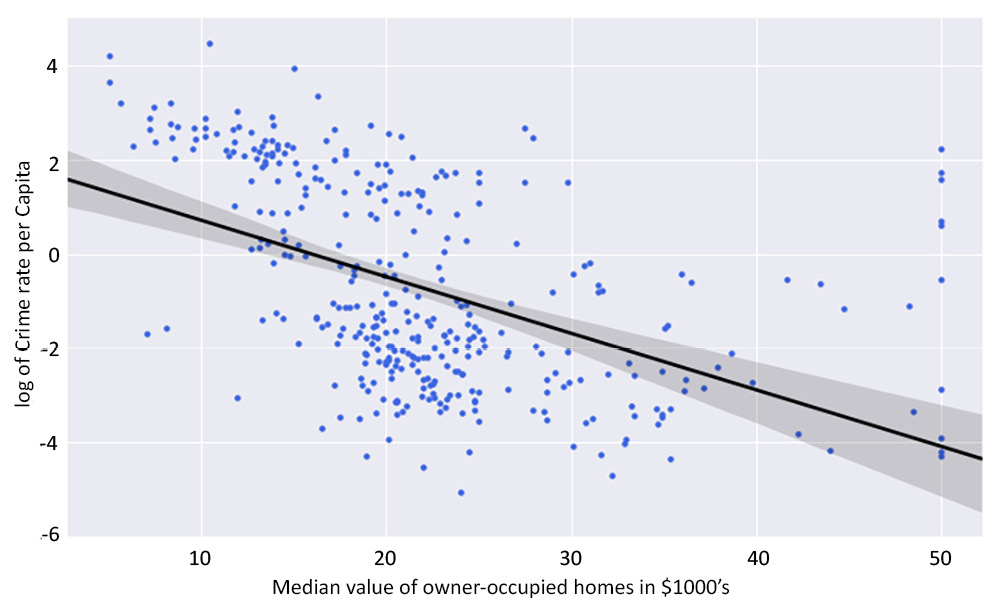 4
2
0
-2
-4
-6
10 20 30 40 50
log of Crime rate per Capita
Median value of owner-occupied homes in $1000’s